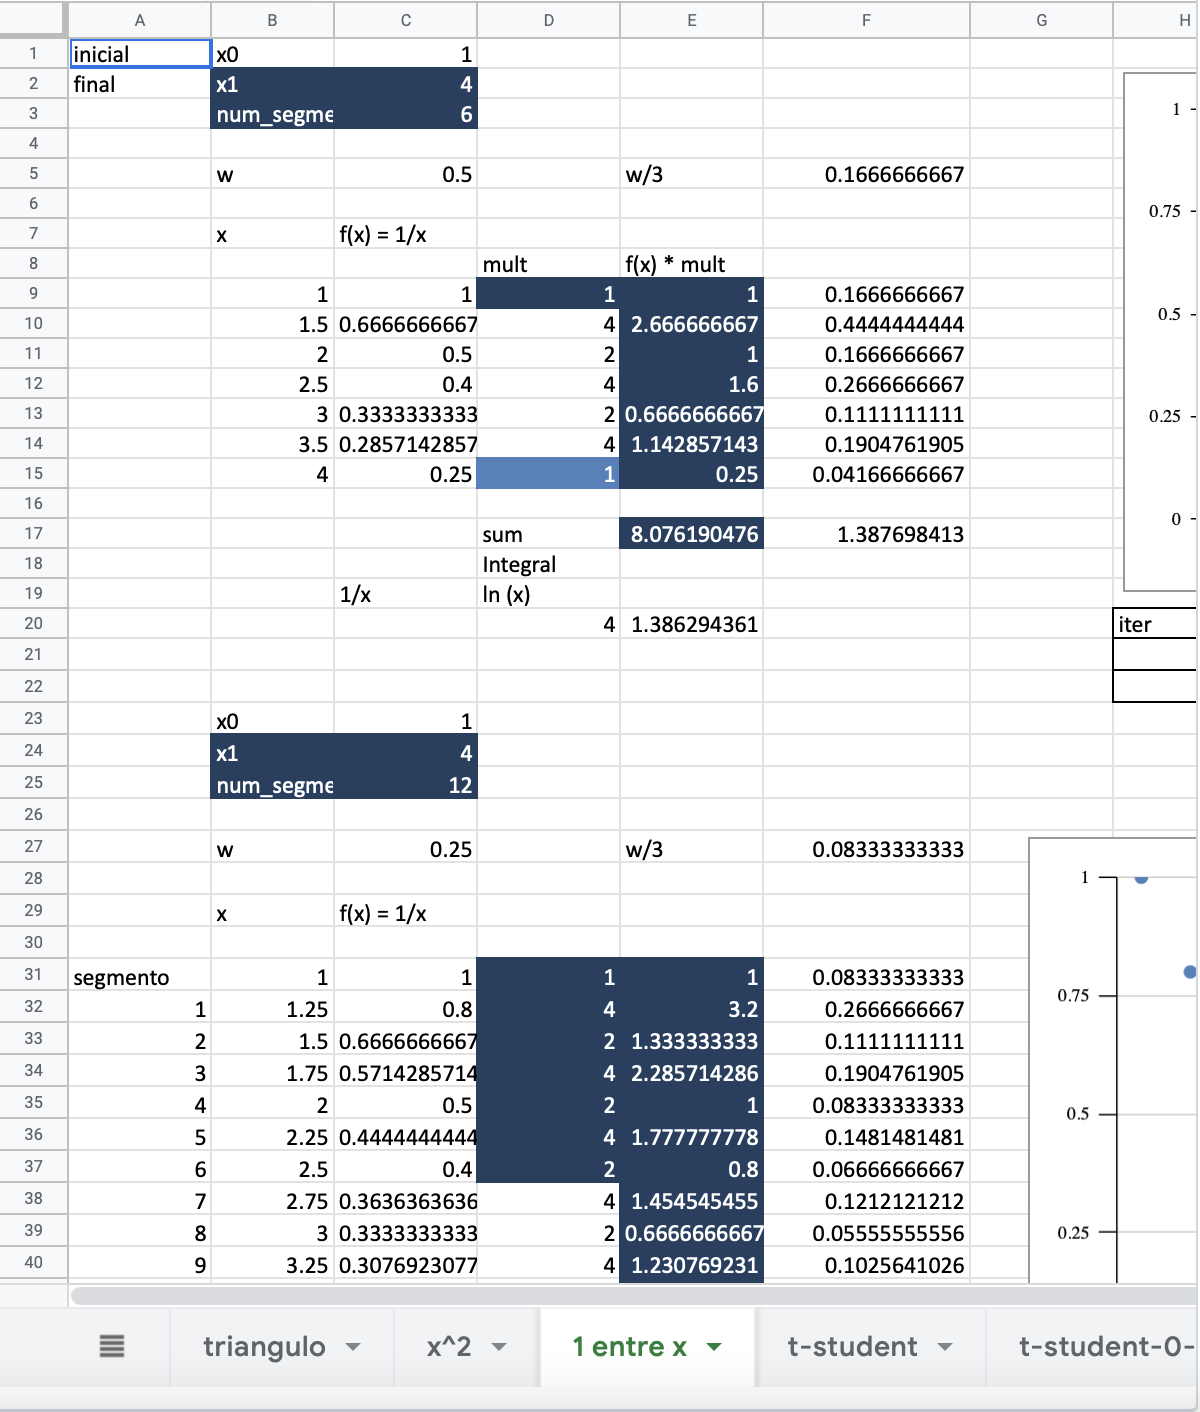 A B C D E F G H
1 inicial x0 1
2 final x1 4
3 num_segme 6
4
5 w 0.5 w/3 0.1666666667
6
7 x f(x) = 1/x
8 mult f(x) * mult
9 1 1 1 1 0.1666666667
10 1.5 0.6666666667 4 2.666666667 0.4444444444
11 2 0.5 2 1 0.1666666667
12 2.5 0.4 4 1.6 0.2666666667
13 3 0.3333333333 2 0.6666666667 0.1111111111
14 3.5 0.2857142857 4 1.142857143 0.1904761905
15 4 0.25 1 0.25 0.04166666667
16
17 sum 8.076190476 1.387698413
18 Integral
19 1/x ln (x)
20 4 1.386294361 iter
21
22
23 x0 1
24 x1 4
25 num_segme 12
26
27 w 0.25 w/3 0.08333333333
28
29 x f(x) = 1/x
30
31 segmento 1 1 1 1 0.08333333333
32 1 1.25 0.8 4 3.2 0.2666666667
33 2 1.5 0.6666666667 2 1.333333333 0.1111111111
34 3 1.75 0.5714285714 4 2.285714286 0.1904761905
35 4 2 0.5 2 1 0.08333333333
36 5 2.25 0.4444444444 4 1.777777778 0.1481481481
37 6 2.5 0.4 2 0.8 0.06666666667
38 7 2.75 0.3636363636 4 1.454545455 0.1212121212
39 8 3 0.3333333333 2 0.6666666667 0.05555555556
40 9 3.25 0.3076923077 4 1.230769231 0.1025641026
1
0.75
0.5
0.25
0
1
0.75
0.5
0.25
triangulo x^2 1 entre x t-student t-student-0-